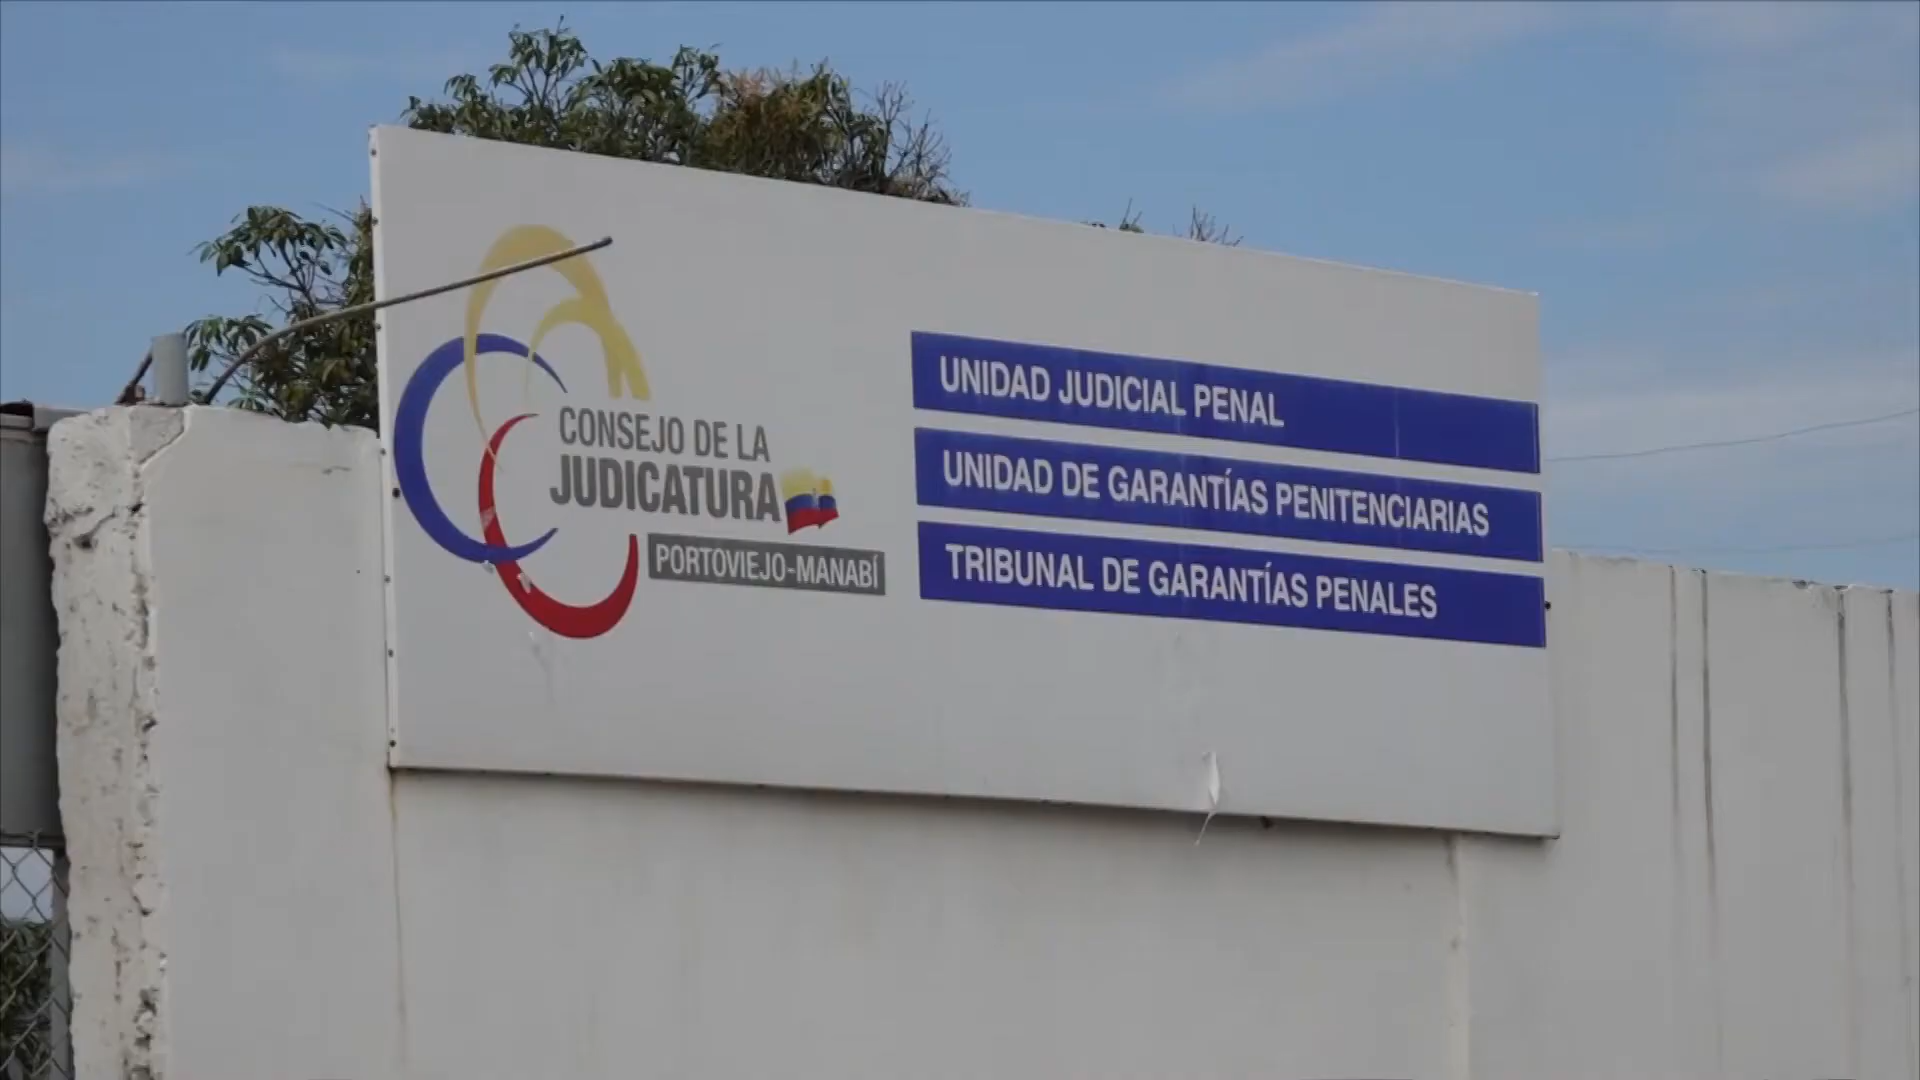 CONSEJO DE LA
JUDICATURA
PORTOVIEJO-MANABÍ
UNIDAD JUDICIAL PENAL
UNIDAD DE GARANTÍAS PENITENCIARIAS
TRIBUNAL DE GARANTÍAS PENALES